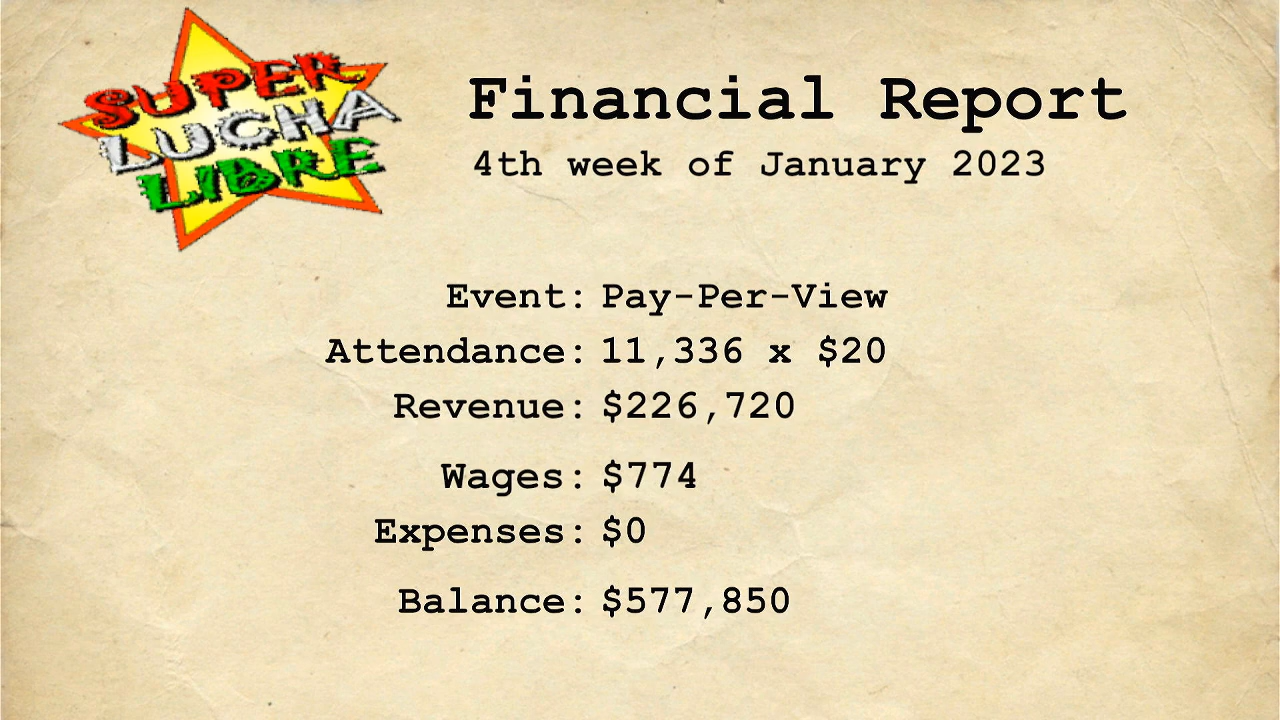 SUPER
LUCHA
LIBRE
Financial Report
4th week of January 2023
Event: Pay-Per-View
Attendance: 11,336 x $20
Revenue: $226,720
Wages: $774
Expenses: $0
Balance: $577,850